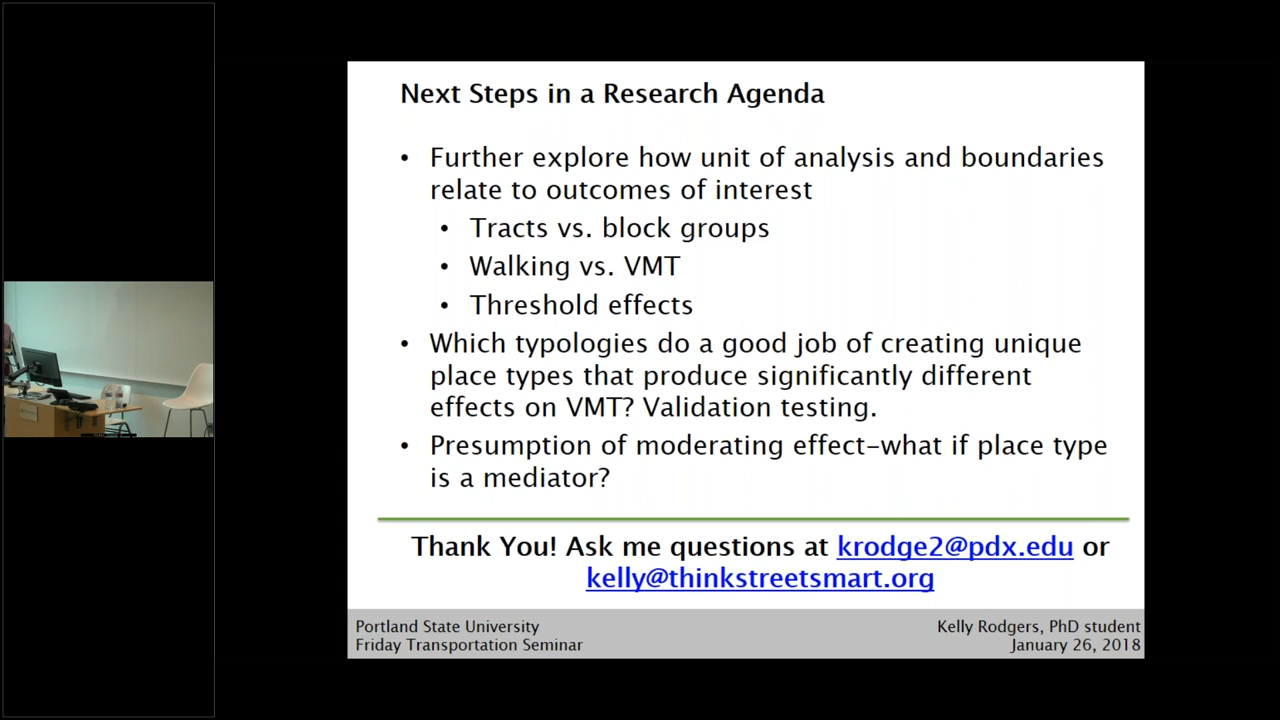 Next Steps in a Research Agenda
• Further explore how unit of analysis and boundaries
relate to outcomes of interest
• Tracts vs. block groups
• Walking vs. VMT
• Threshold effects
• Which typologies do a good job of creating unique
place types that produce significantly different
effects on VMT? Validation testing.
• Presumption of moderating effect–what if place type
is a mediator?
Thank You! Ask me questions at krodge2@pdx.edu or
kelly@thinkstreetsmart.org
Portland State University
Friday Transportation Seminar
Kelly Rodgers, PhD student
January 26, 2018